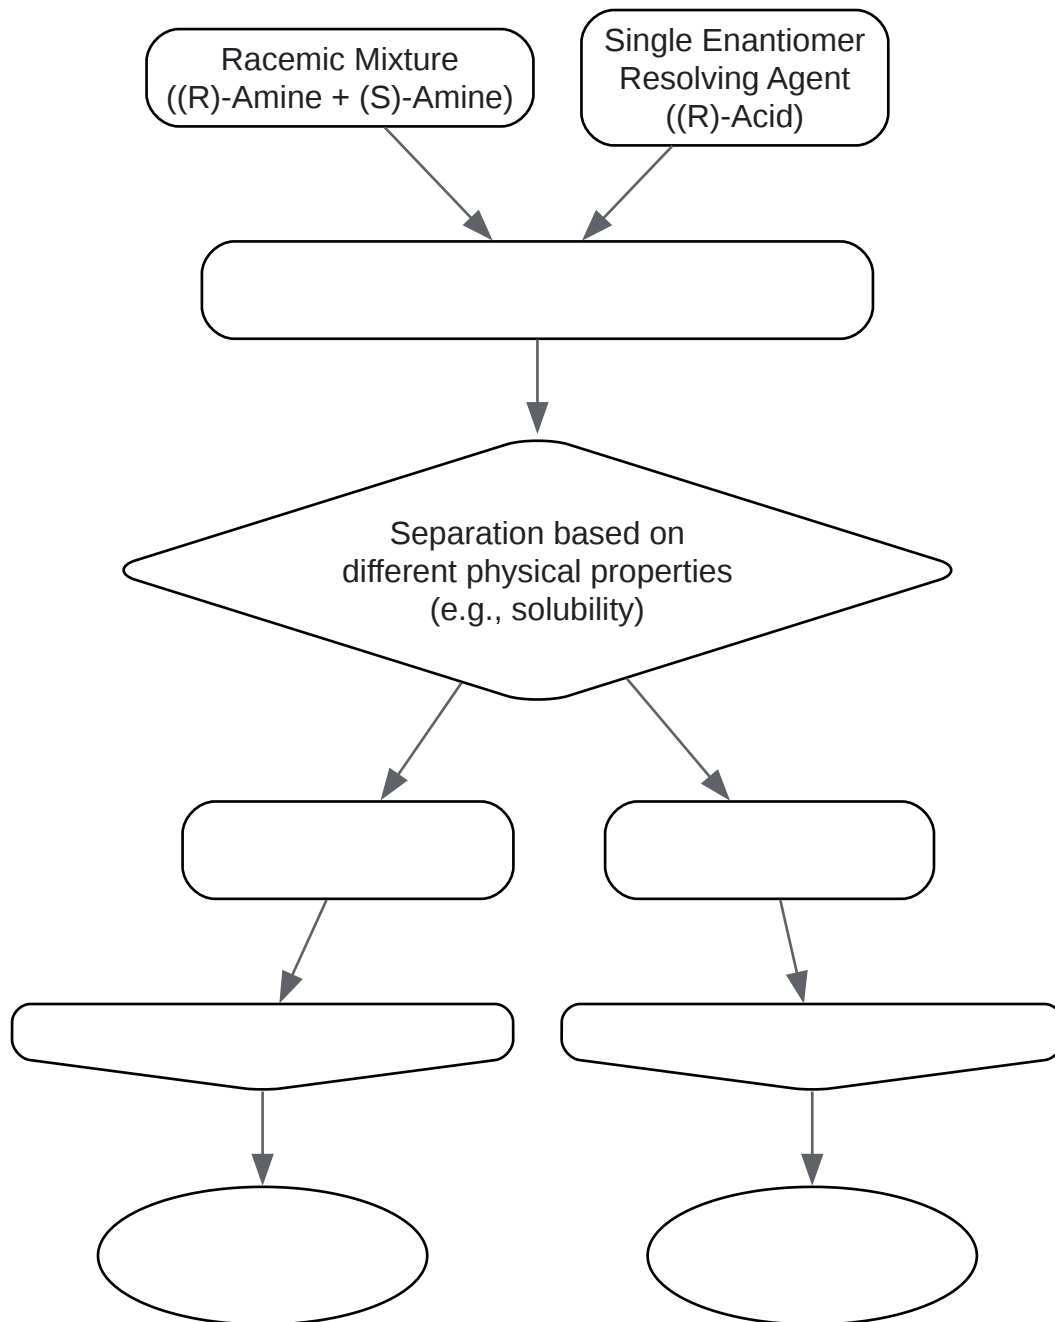 Racemic Mixture
((R)-Amine + (S)-Amine)
Single Enantiomer
Resolving Agent
((R)-Acid)
Separation based on
different physical properties
(e.g., solubility)